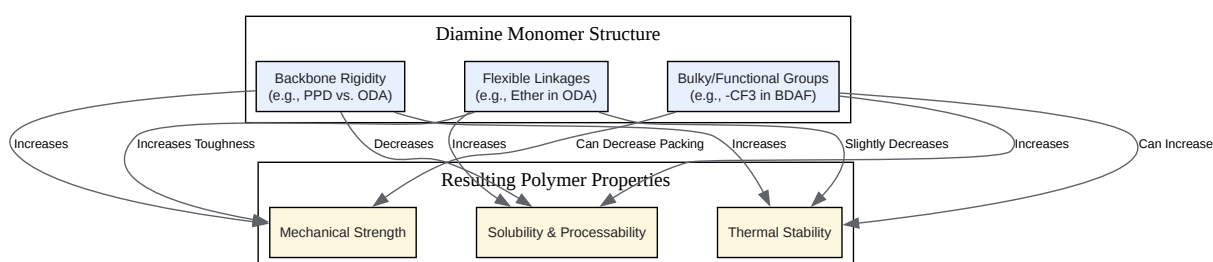 Diamine Monomer Structure
Backbone Rigidity
(e.g., PPD vs. ODA)
Flexible Linkages
(e.g., Ether in ODA)
Bulky/Functional Groups
(e.g., -CF3 in BDAF)
Increases
Increases Toughness
Decreases
Increases
Can Decrease Packing
Increases
Slightly Decreases
Increases
Can Increase
Resulting Polymer Properties
Mechanical Strength
Solubility & Processability
Thermal Stability